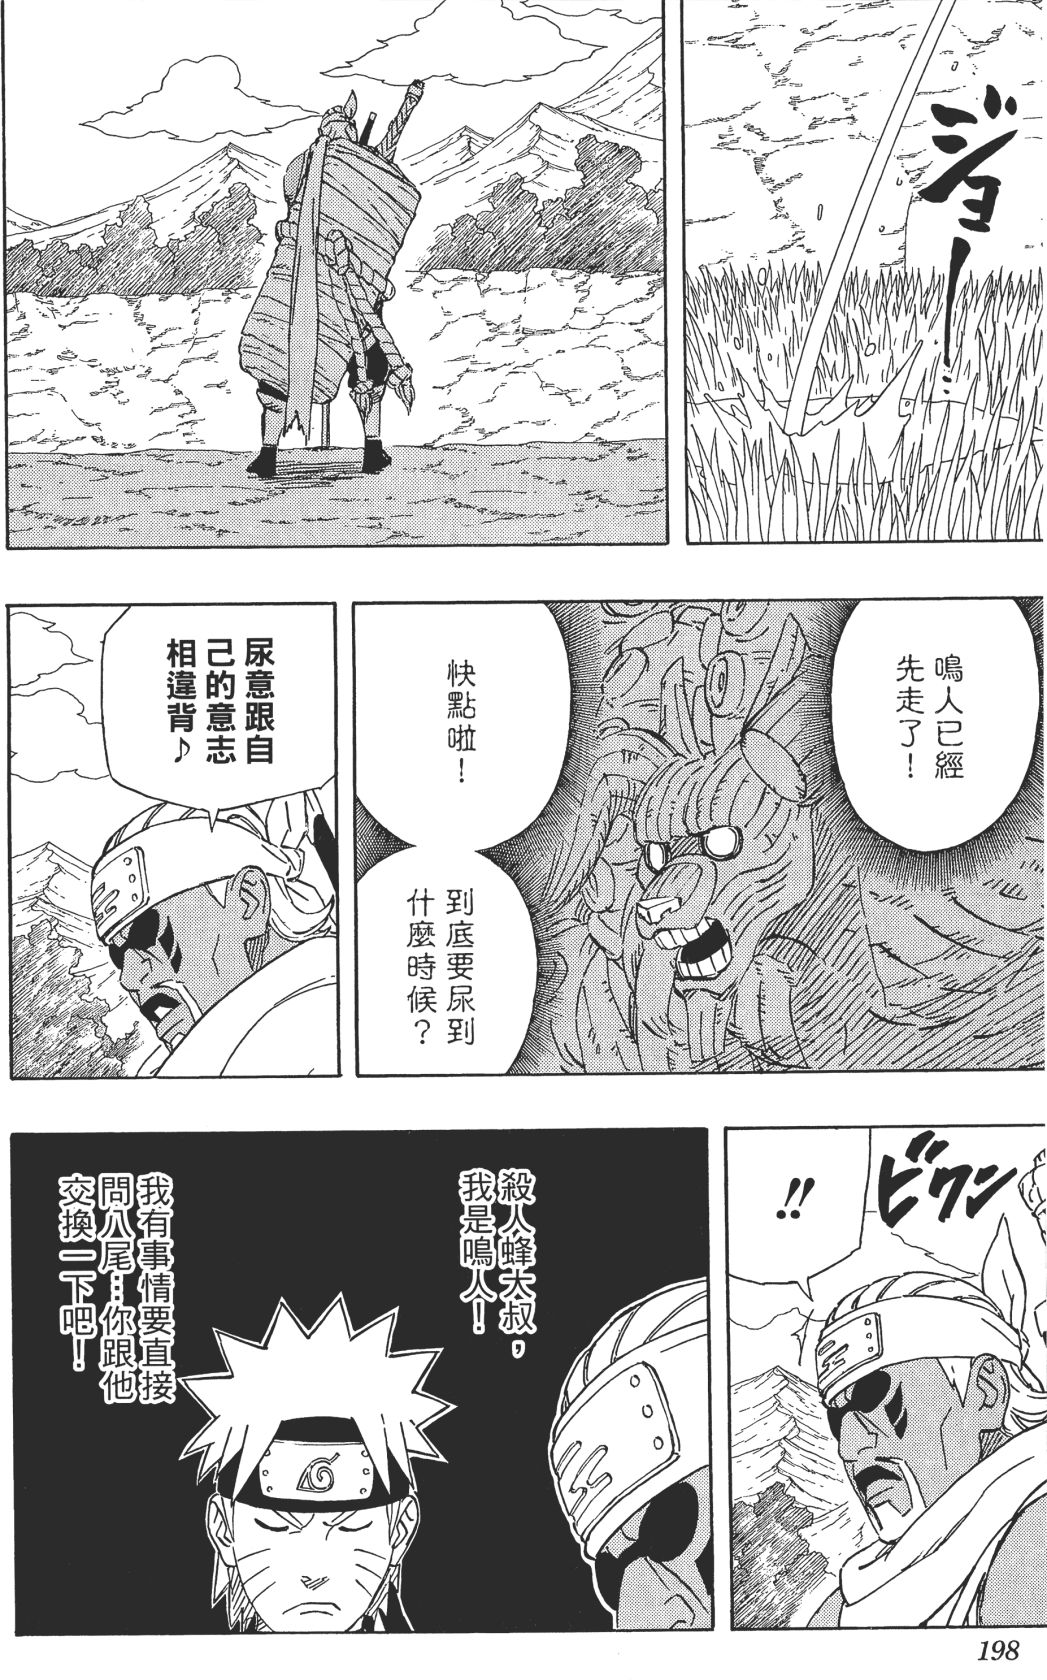 ジョー
鳴人已經
先走了！
快點啦！
到底要尿到
什麼時候？
尿意跟自
己的意志
相違背♪
ビワン
!!
殺人蜂大叔，
我是鳴人！
我有事情要直接
問八尾…你跟他
交換一下吧！
198